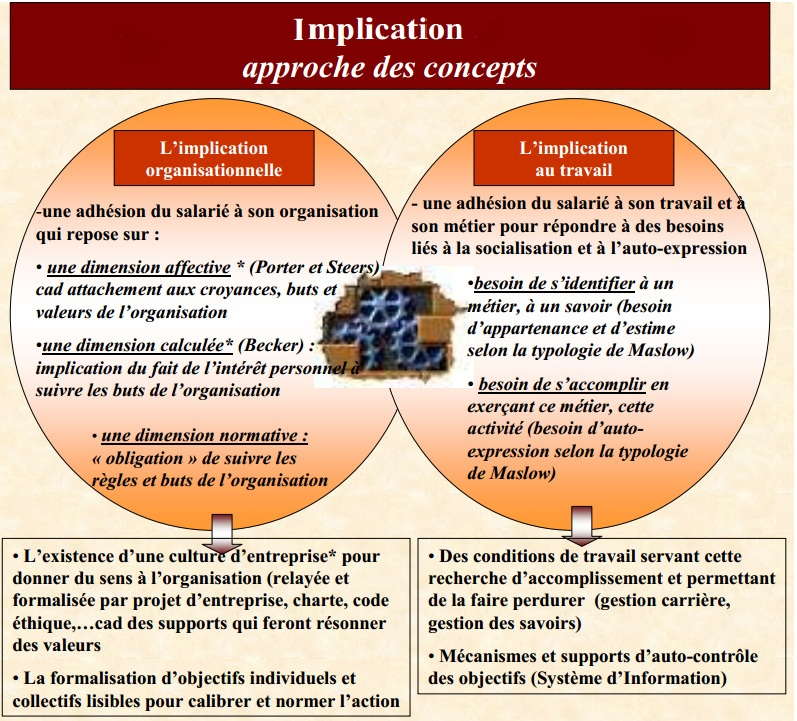 Implication
approche des concepts
L’implication
organisationnelle
-une adhésion du salarié à son organisation
qui repose sur :
• une dimension affective * (Porter et Steers)
cad attachement aux croyances, buts et
valeurs de l’organisation
•une dimension calculée* (Becker) :
implication du fait de l’intérêt personnel à
suivre les buts de l’organisation
• une dimension normative :
« obligation » de suivre les
règles et buts de l’organisation
L’implication
au travail
- une adhésion du salarié à son travail et à
son métier pour répondre à des besoins
liés à la socialisation et à l’auto-expression
•besoin de s’identifier à un
métier, à un savoir (besoin
d’appartenance et d’estime
selon la typologie de Maslow)
• besoin de s’accomplir en
exerçant ce métier, cette
activité (besoin d’auto-
expression selon la typologie
de Maslow)
• L’existence d’une culture d’entreprise* pour
donner du sens à l’organisation (relayée et
formalisée par projet d’entreprise, charte, code
éthique,…cad des supports qui feront résonner
des valeurs
• La formalisation d’objectifs individuels et
collectifs lisibles pour calibrer et normer l’action
• Des conditions de travail servant cette
recherche d’accomplissement et permettant
de la faire perdurer (gestion carrière,
gestion des savoirs)
• Mécanismes et supports d’auto-contrôle
des objectifs (Système d’Information)